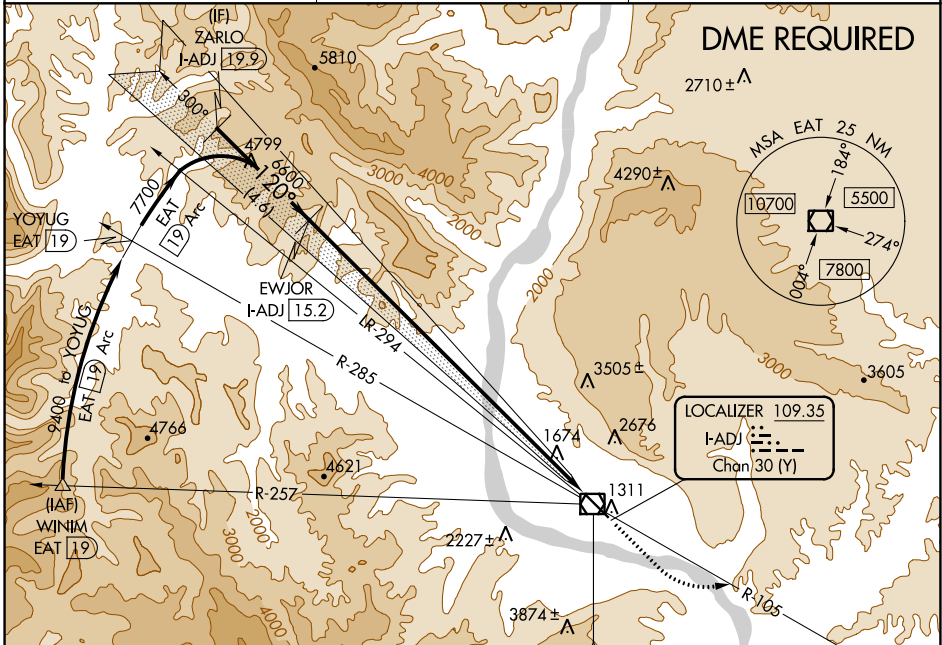 DME REQUIRED
(IF)
ZARLO
I-ADJ 19.9
5810
2710 ±
300°
4799
6600
120°
(4.6)
7700
EAT
19 Arc
YOYUG
EAT 19
EWJOR
I-ADJ 15.2
LR-294
R-285
9400 to YOYUG
EAT 19 Arc
3000
4000
2000
4290 ±
2000
MSA EAT 25 NM
184°
10700
5500
274°
7800
004°
3505 ±
3000
3605
4766
4621
1674
2676
LOCALIZER 109.35
I-ADJ
Chan 30 (Y)
R-257
1311
(IAF)
WINIM
EAT 19
2000
3000
2227 ±
R-105
3874 ±
2000
3000
4000